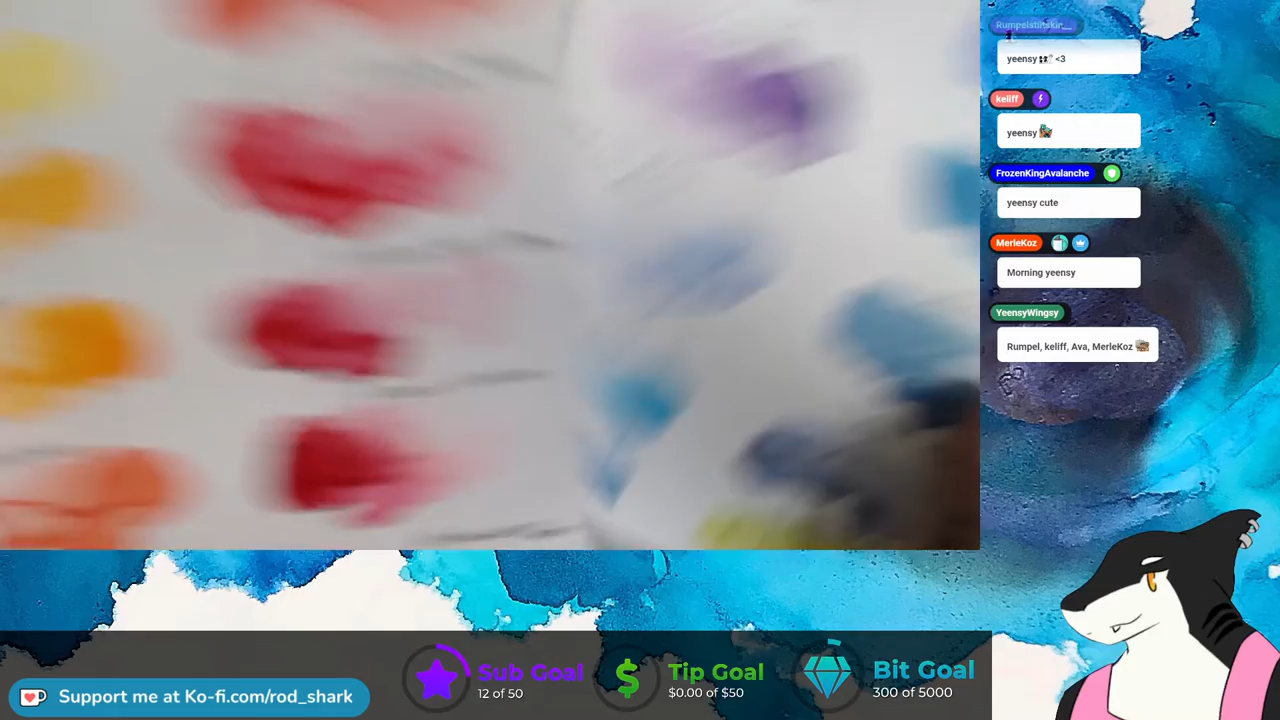 Rumpelstinskin__
yeensy <3
keliff
yeensy
FrozenKingAvalanche
yeensy cute
MerleKoz
Morning yeensy
YeensyWingsy
Rumpel, keliff, Ava, MerleKoz
Sub Goal
12 of 50
Tip Goal
$0.00 of $50
Bit Goal
300 of 5000
Support me at Ko-fi.com/rod_shark